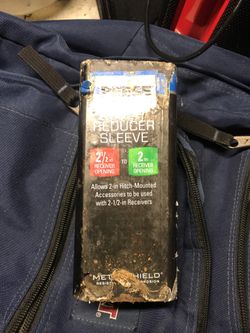 REDUCER
SLEEVE
2 1/2 in
RECEIVER
OPENING
TO
2 in
RECEIVER
OPENING
Allows 2-in Hitch-Mounted
Accessories to be used
with 2-1/2-in Receivers